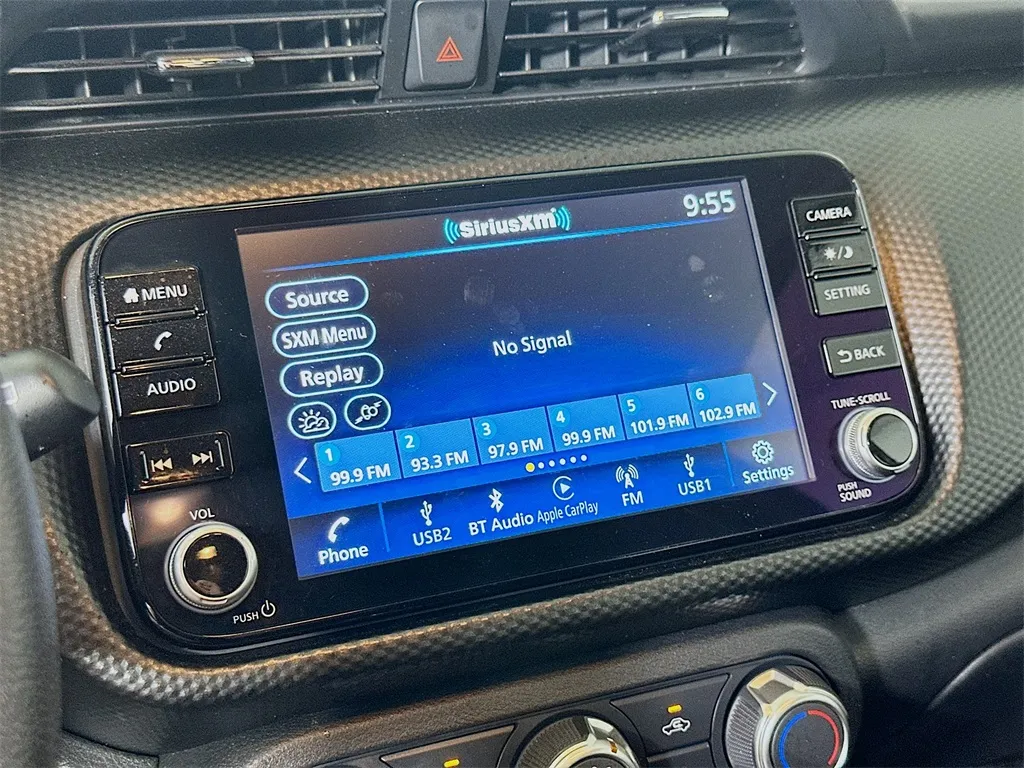 SiriusXM
9:55
MENU
AUDIO
VOL
PUSH
Source
SXM Menu
Replay
No Signal
1
99.9 FM
2
93.3 FM
3
97.9 FM
4
99.9 FM
5
101.9 FM
6
102.9 FM
Phone
USB2
BT Audio
Apple CarPlay
FM
USB1
Settings
CAMERA
SETTING
BACK
TUNE-SCROLL
PUSH
SOUND